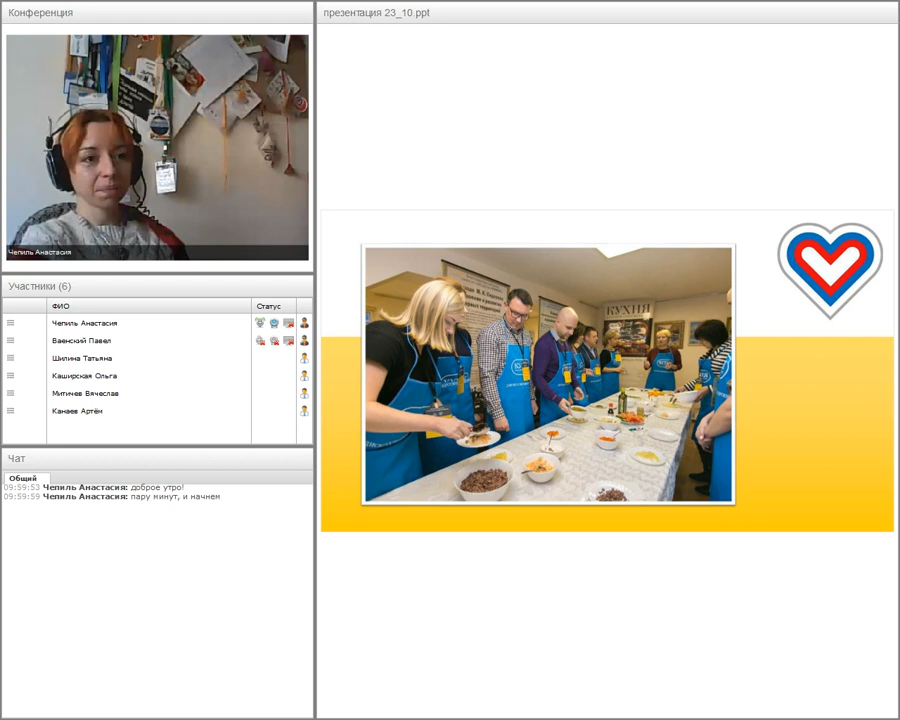 Конференция
Чепиль Анастасия
Участники (6)
ФИО
Статус
Чепиль Анастасия
Ваенский Павел
Шилина Татьяна
Каширская Ольга
Митичев Вячеслав
Канаев Артём
Чат
Общий
09:59:53 Чепиль Анастасия: доброе утро!
09:59:59 Чепиль Анастасия: пару минут, и начнем
презентация 23_10.ppt
КУХНЯ